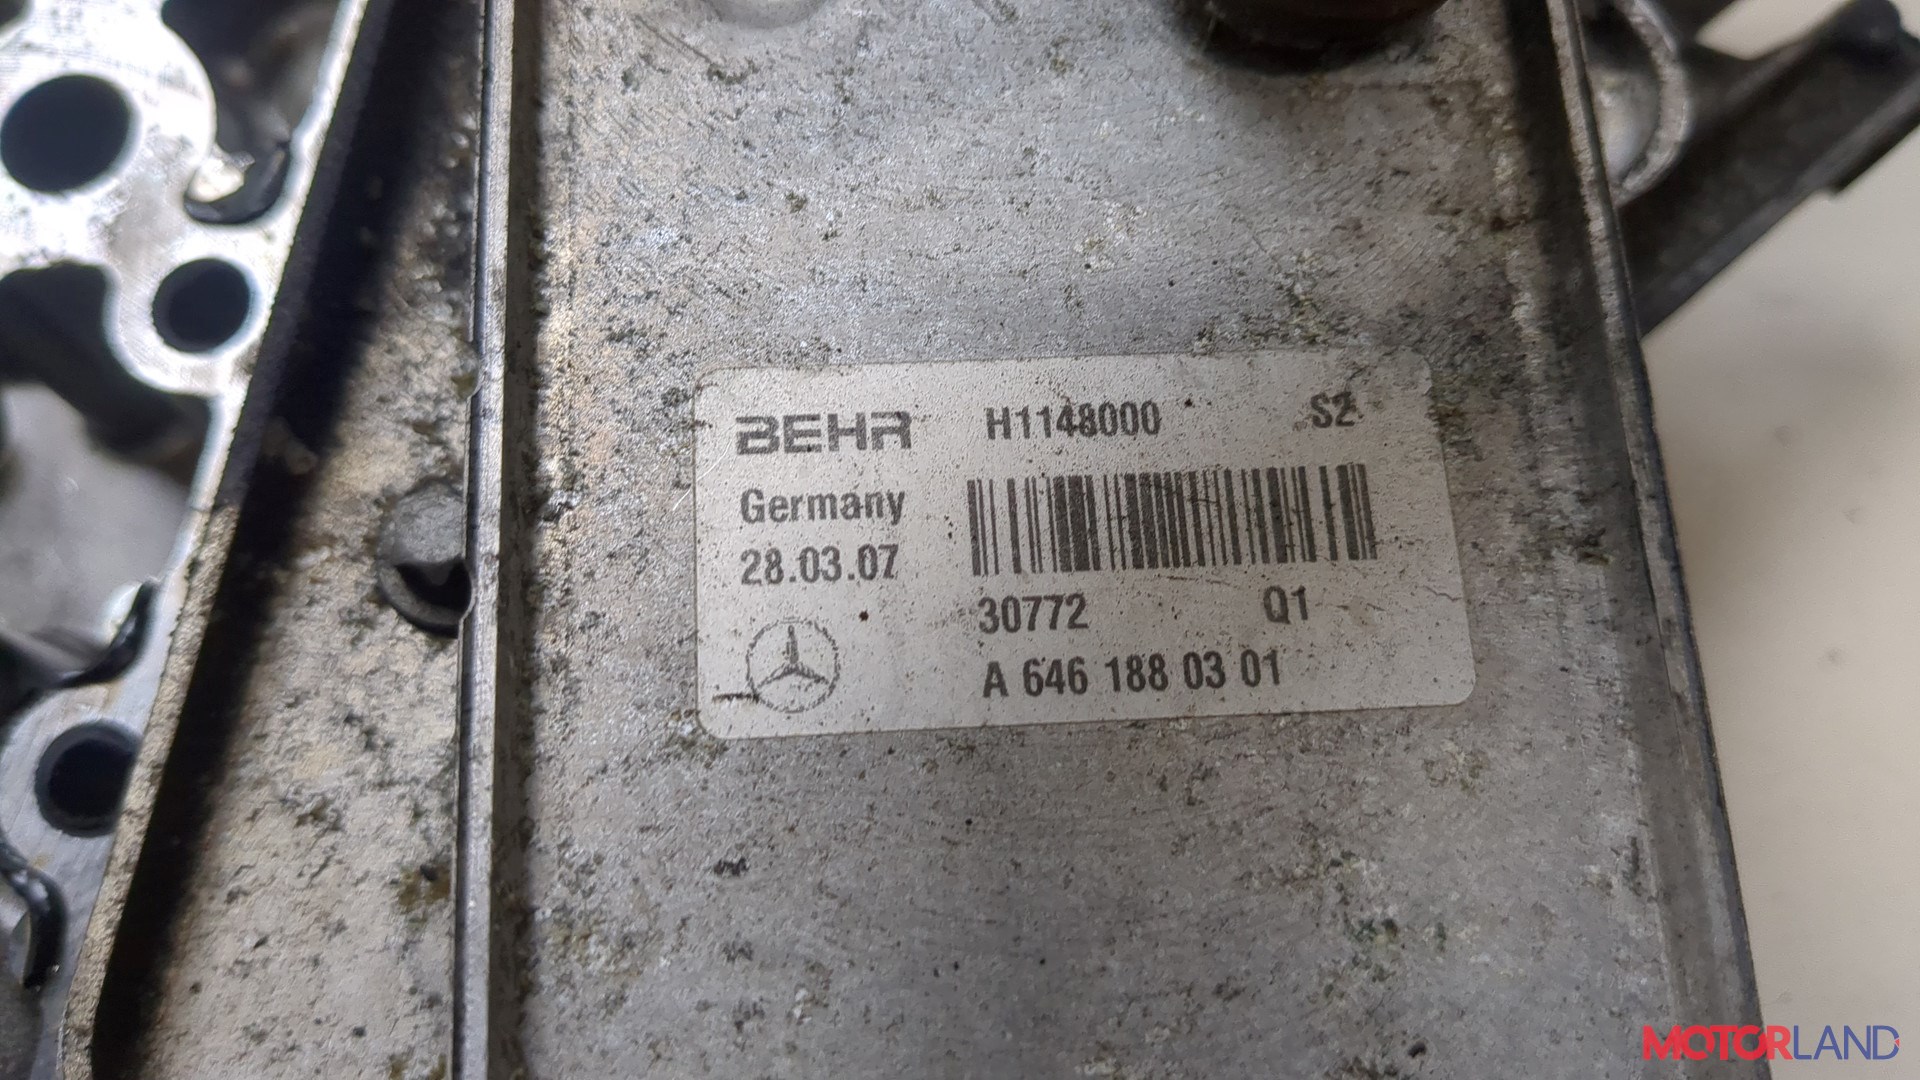 BEHR H1148000 S2
Germany
28.03.07
30772 Q1
A 646 188 03 01
MOTORLAND